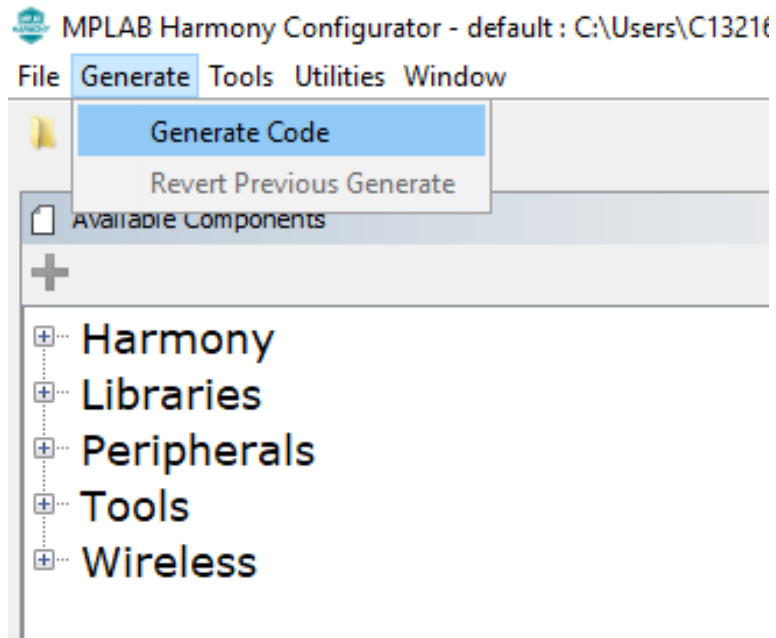 MPLAB Harmony Configurator - default : C:\Users\C13216
File Generate Tools Utilities Window
Generate Code
Revert Previous Generate
Available Components
Harmony
Libraries
Peripherals
Tools
Wireless